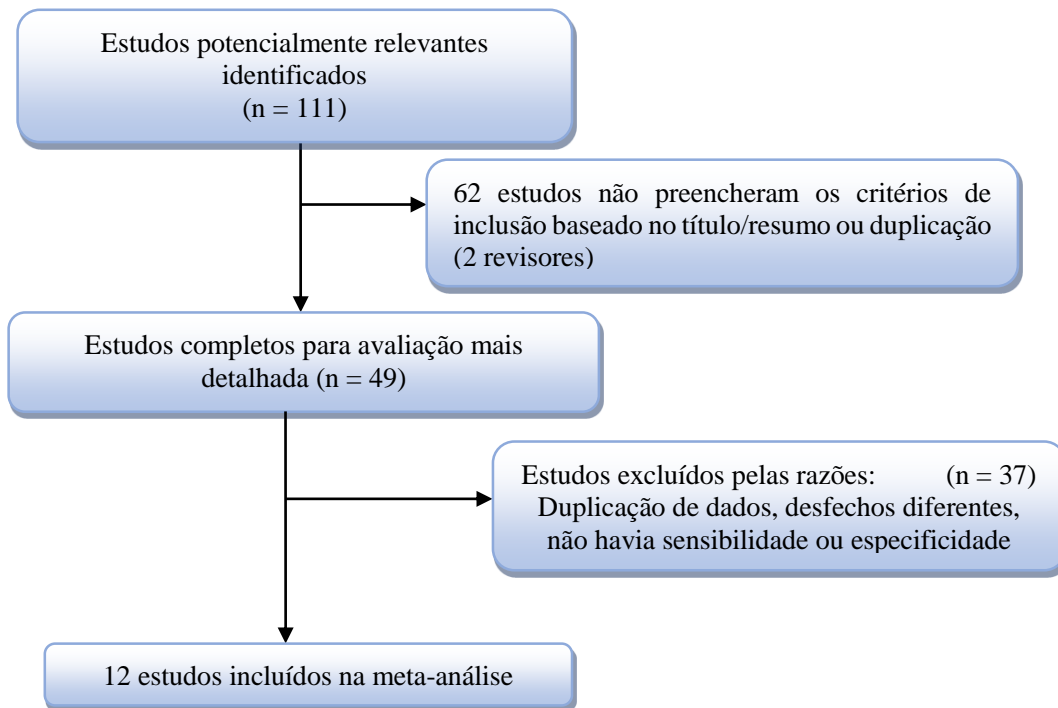 Estudos potencialmente relevantes
identificados
(n = 111)
62 estudos não preencheram os critérios de
inclusão baseado no título/resumo ou duplicação
(2 revisores)
Estudos completos para avaliação mais
detalhada (n = 49)
Estudos excluídos pelas razões: (n = 37)
Duplicação de dados, desfechos diferentes,
não havia sensibilidade ou especificidade
12 estudos incluídos na meta-análise